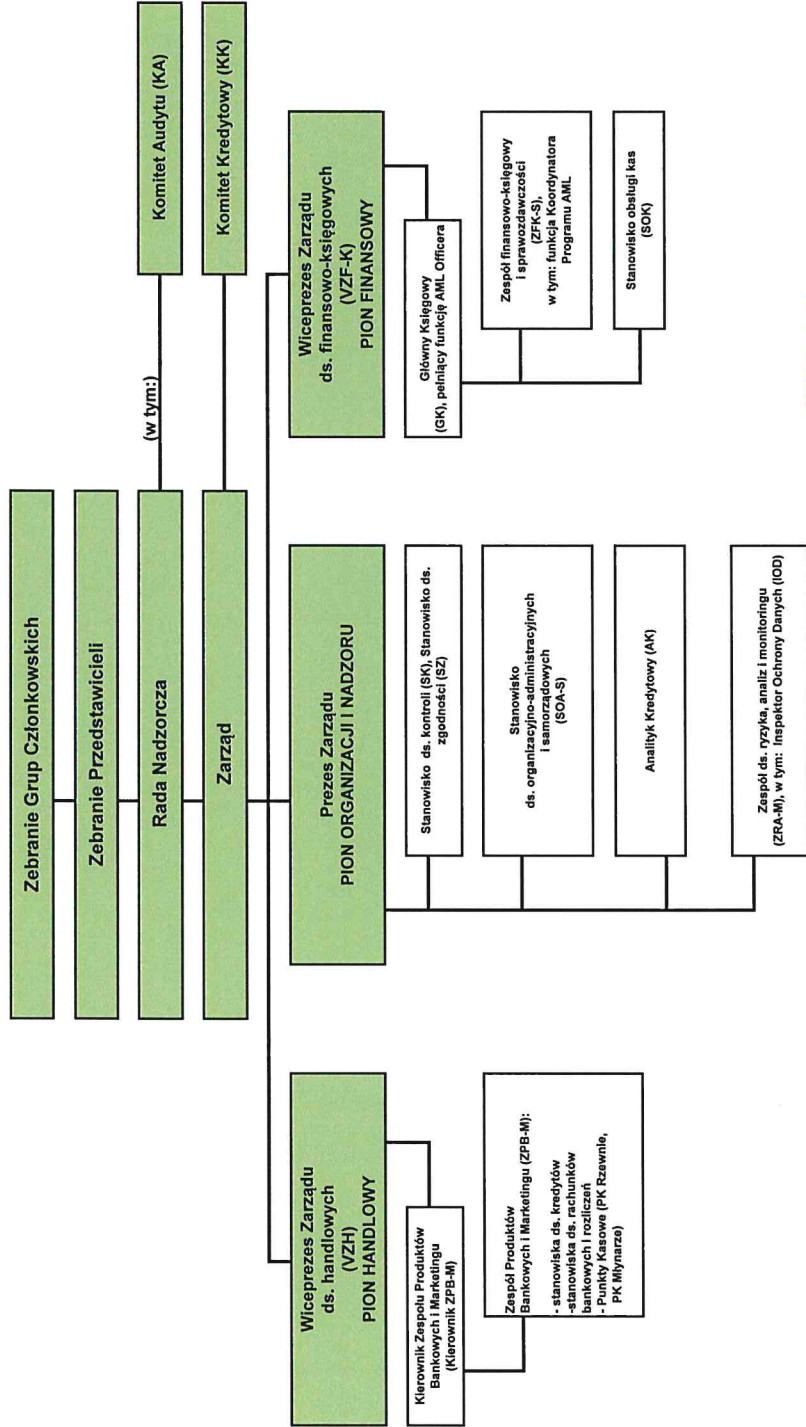 Zebranie Grup Członkowskich
Zebranie Przedstawicieli
Rada Nadzorcza
(w tym:)
Komitet Audytu (KA)
Zarząd
Komitet Kredytowy (KK)
Wiceprezes Zarządu
ds. handlowych
(VZH)
PION HANDLOWY
Kierownik Zespołu Produktów
Bankowych i Marketingu
(Kierownik ZPB-M)
Zespół Produktów
Bankowych i Marketingu (ZPB-M):
- stanowiska ds. kredytów
-stanowiska ds. rachunków
bankowych i rozliczeń
- Punkty Kasowe (PK Rzewnie,
PK Młynarze)
Prezes Zarządu
PION ORGANIZACJI I NADZORU
Stanowisko ds. kontroli (SK), Stanowisko ds.
zgodności (SZ)
Stanowisko
ds. organizacyjno-administracyjnych
i samorządowych
(SOA-S)
Analityk Kredytowy (AK)
Zespół ds. ryzyka, analiz i monitoringu
(ZRA-M), w tym: Inspektor Ochrony Danych (IOD)
Wiceprezes Zarządu
ds. finansowo-księgowych
(VZF-K)
PION FINANSOWY
Główny Księgowy
(GK), pełniący funkcję AML Officera
Zespół finansowo-księgowy
i sprawozdawczości
(ZFK-S),
w tym: funkcja Koordynatora
Programu AML
Stanowisko obsługi kas
(SOK)